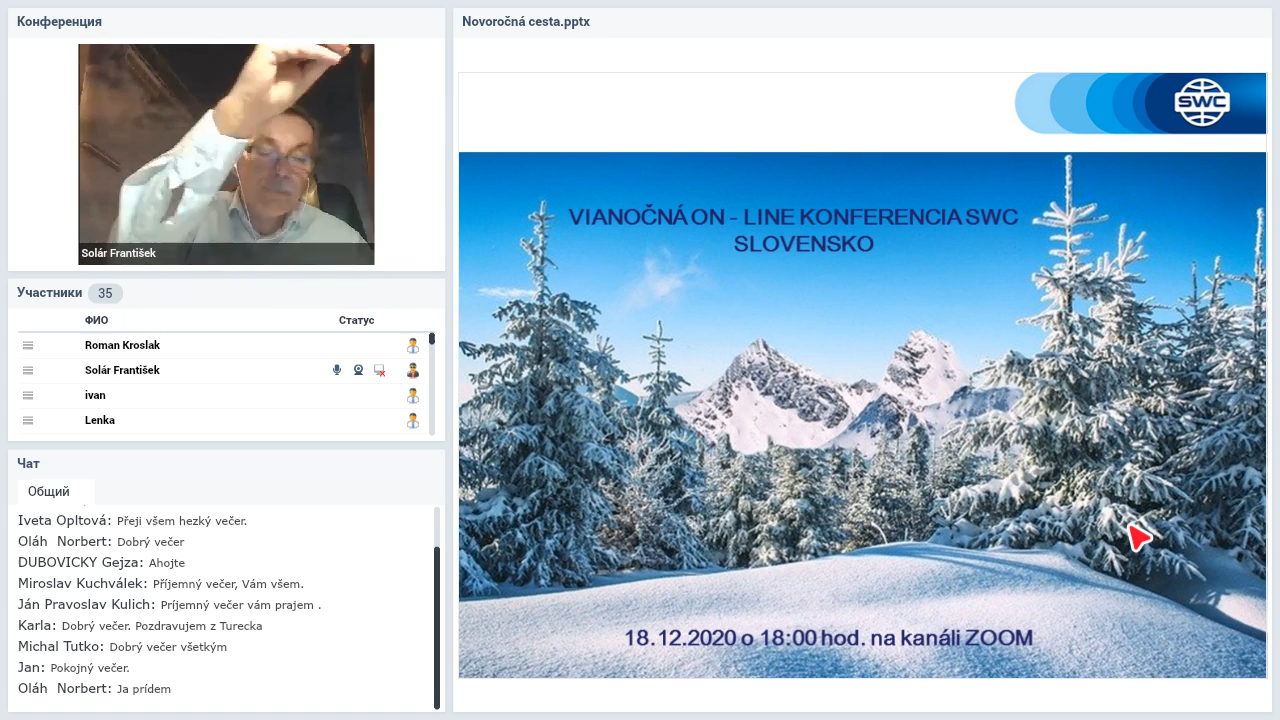 Конференция
Solár František
Участники 35
ФИО Статус
Roman Kroslak
Solár František
ivan
Lenka
Чат
Общий
Iveta Opltová: Přeji všem hezký večer.
Oláh Norbert: Dobrý večer
DUBOVICKY Gejza: Ahojte
Miroslav Kuchválek: Příjemný večer, Vám všem.
Ján Pravoslav Kulich: Príjemný večer vám prajem .
Karla: Dobrý večer. Pozdravujem z Turecka
Michal Tutko: Dobrý večer všetkým
Jan: Pokojný večer.
Oláh Norbert: Ja prídem
Novoročná cesta.pptx
SWC
VIANOČNÁ ON - LINE KONFERENCIA SWC
SLOVENSKO
18.12.2020 o 18:00 hod. na kanáli ZOOM